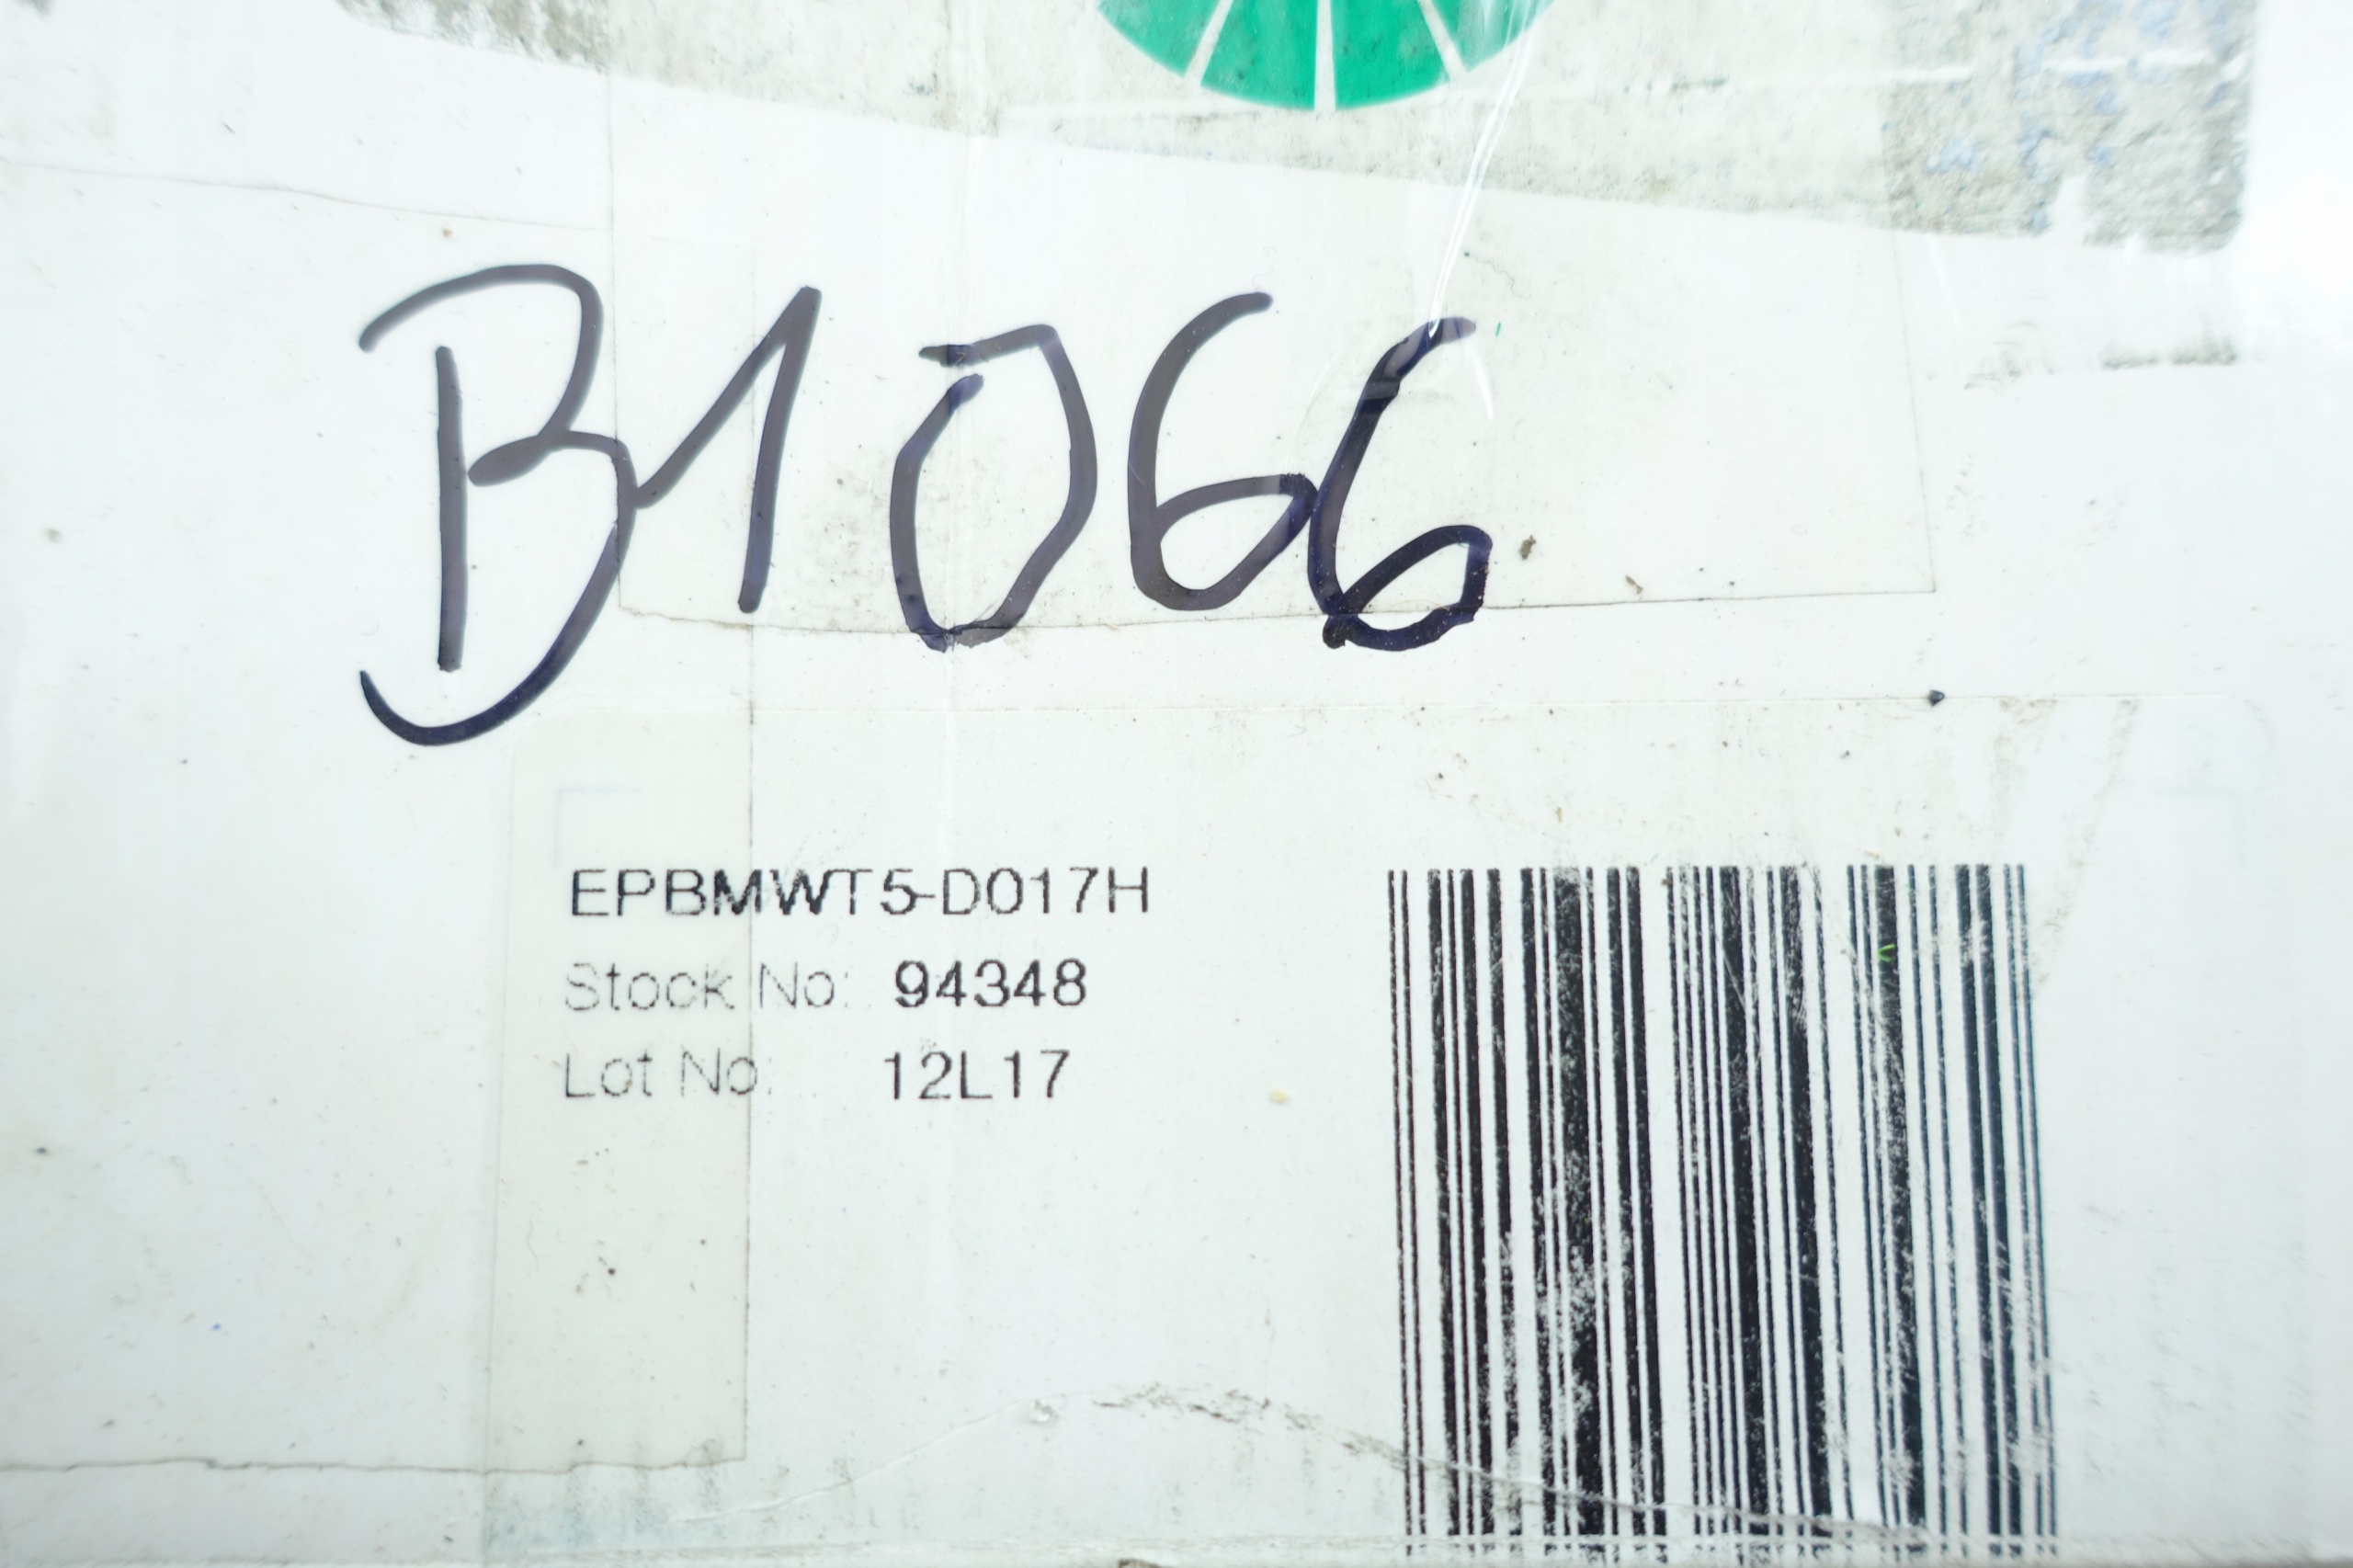 B1066
EPBMWT5-D017H
Stock No: 94348
Lot No: 12L17